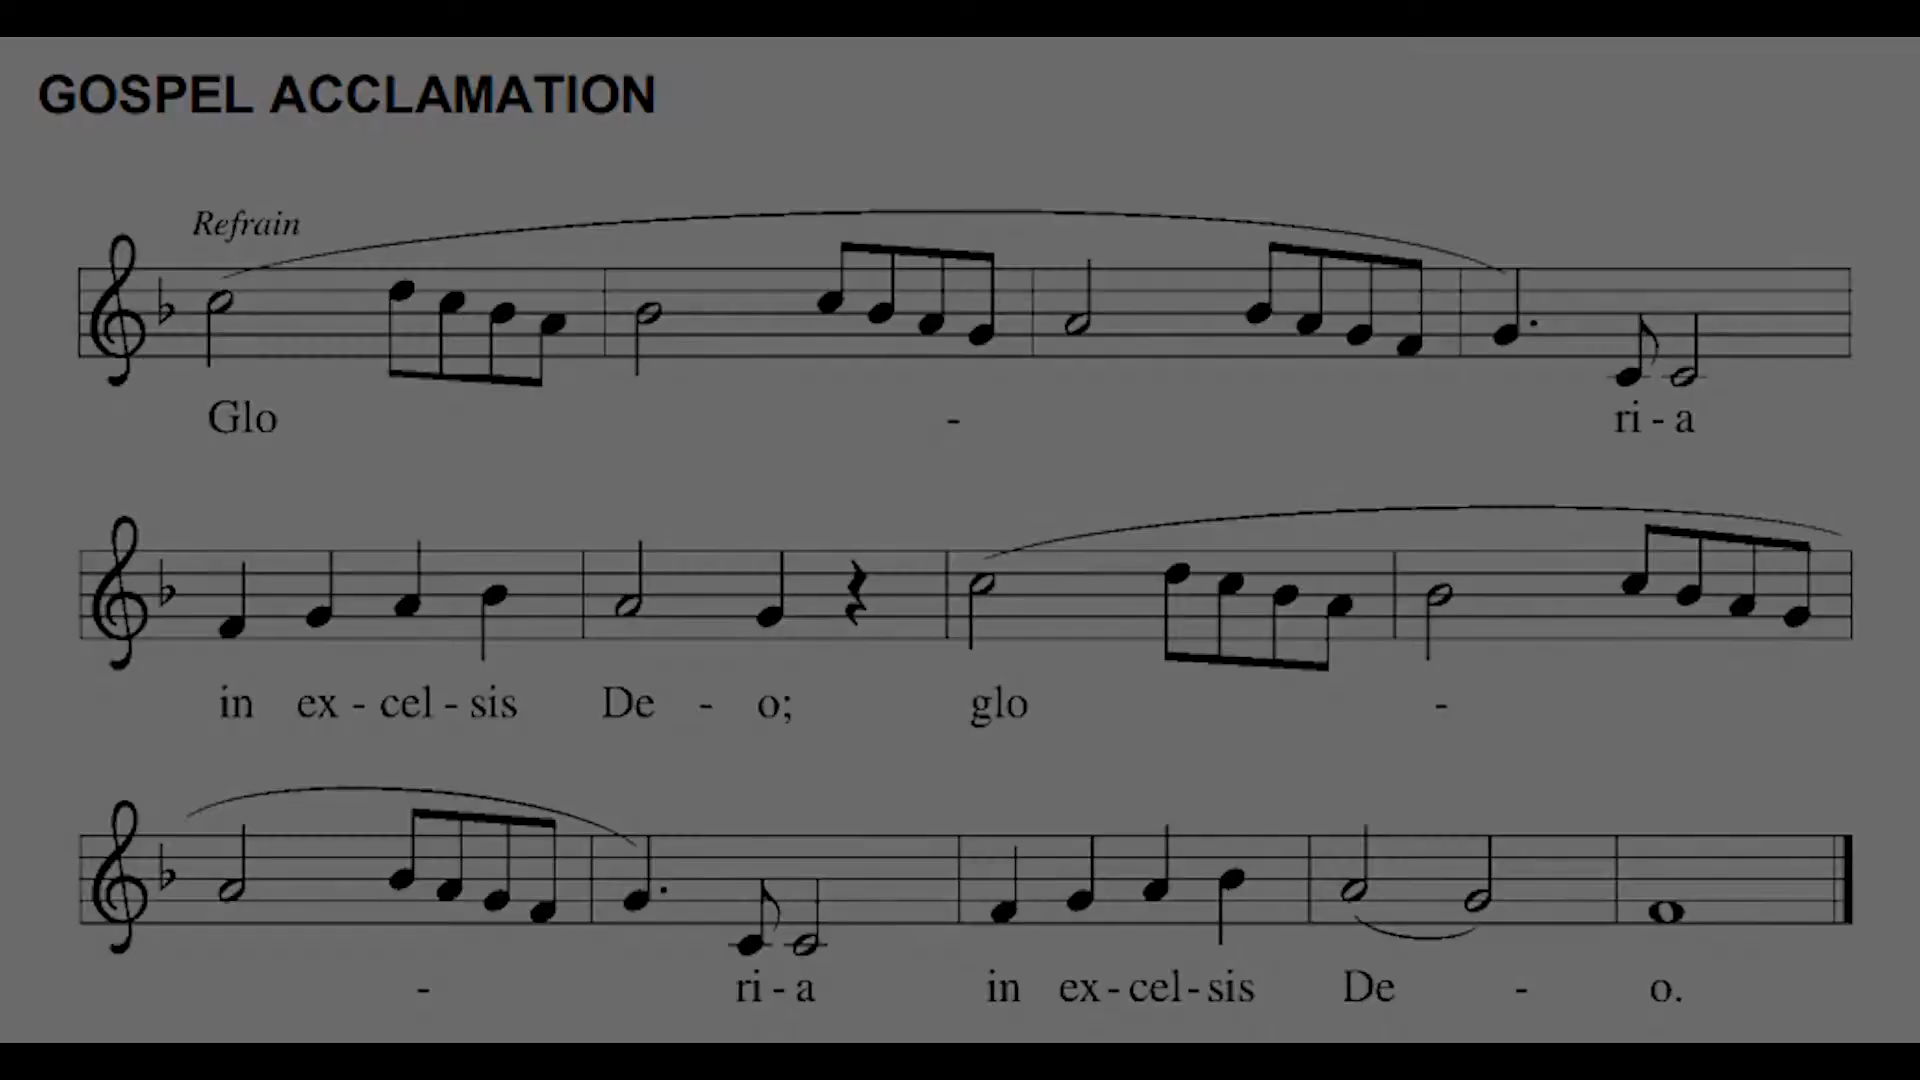 GOSPEL ACCLAMATION
Refrain
Glo - ri - a
in ex - cel - sis De - o; glo -
- ri - a in ex - cel - sis De - o.